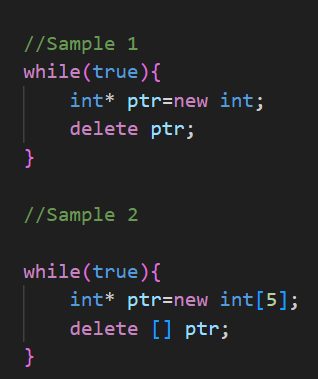 //Sample 1
while(true){
    int* ptr=new int;
    delete ptr;
}
//Sample 2
while(true){
    int* ptr=new int[5];
    delete [] ptr;
}